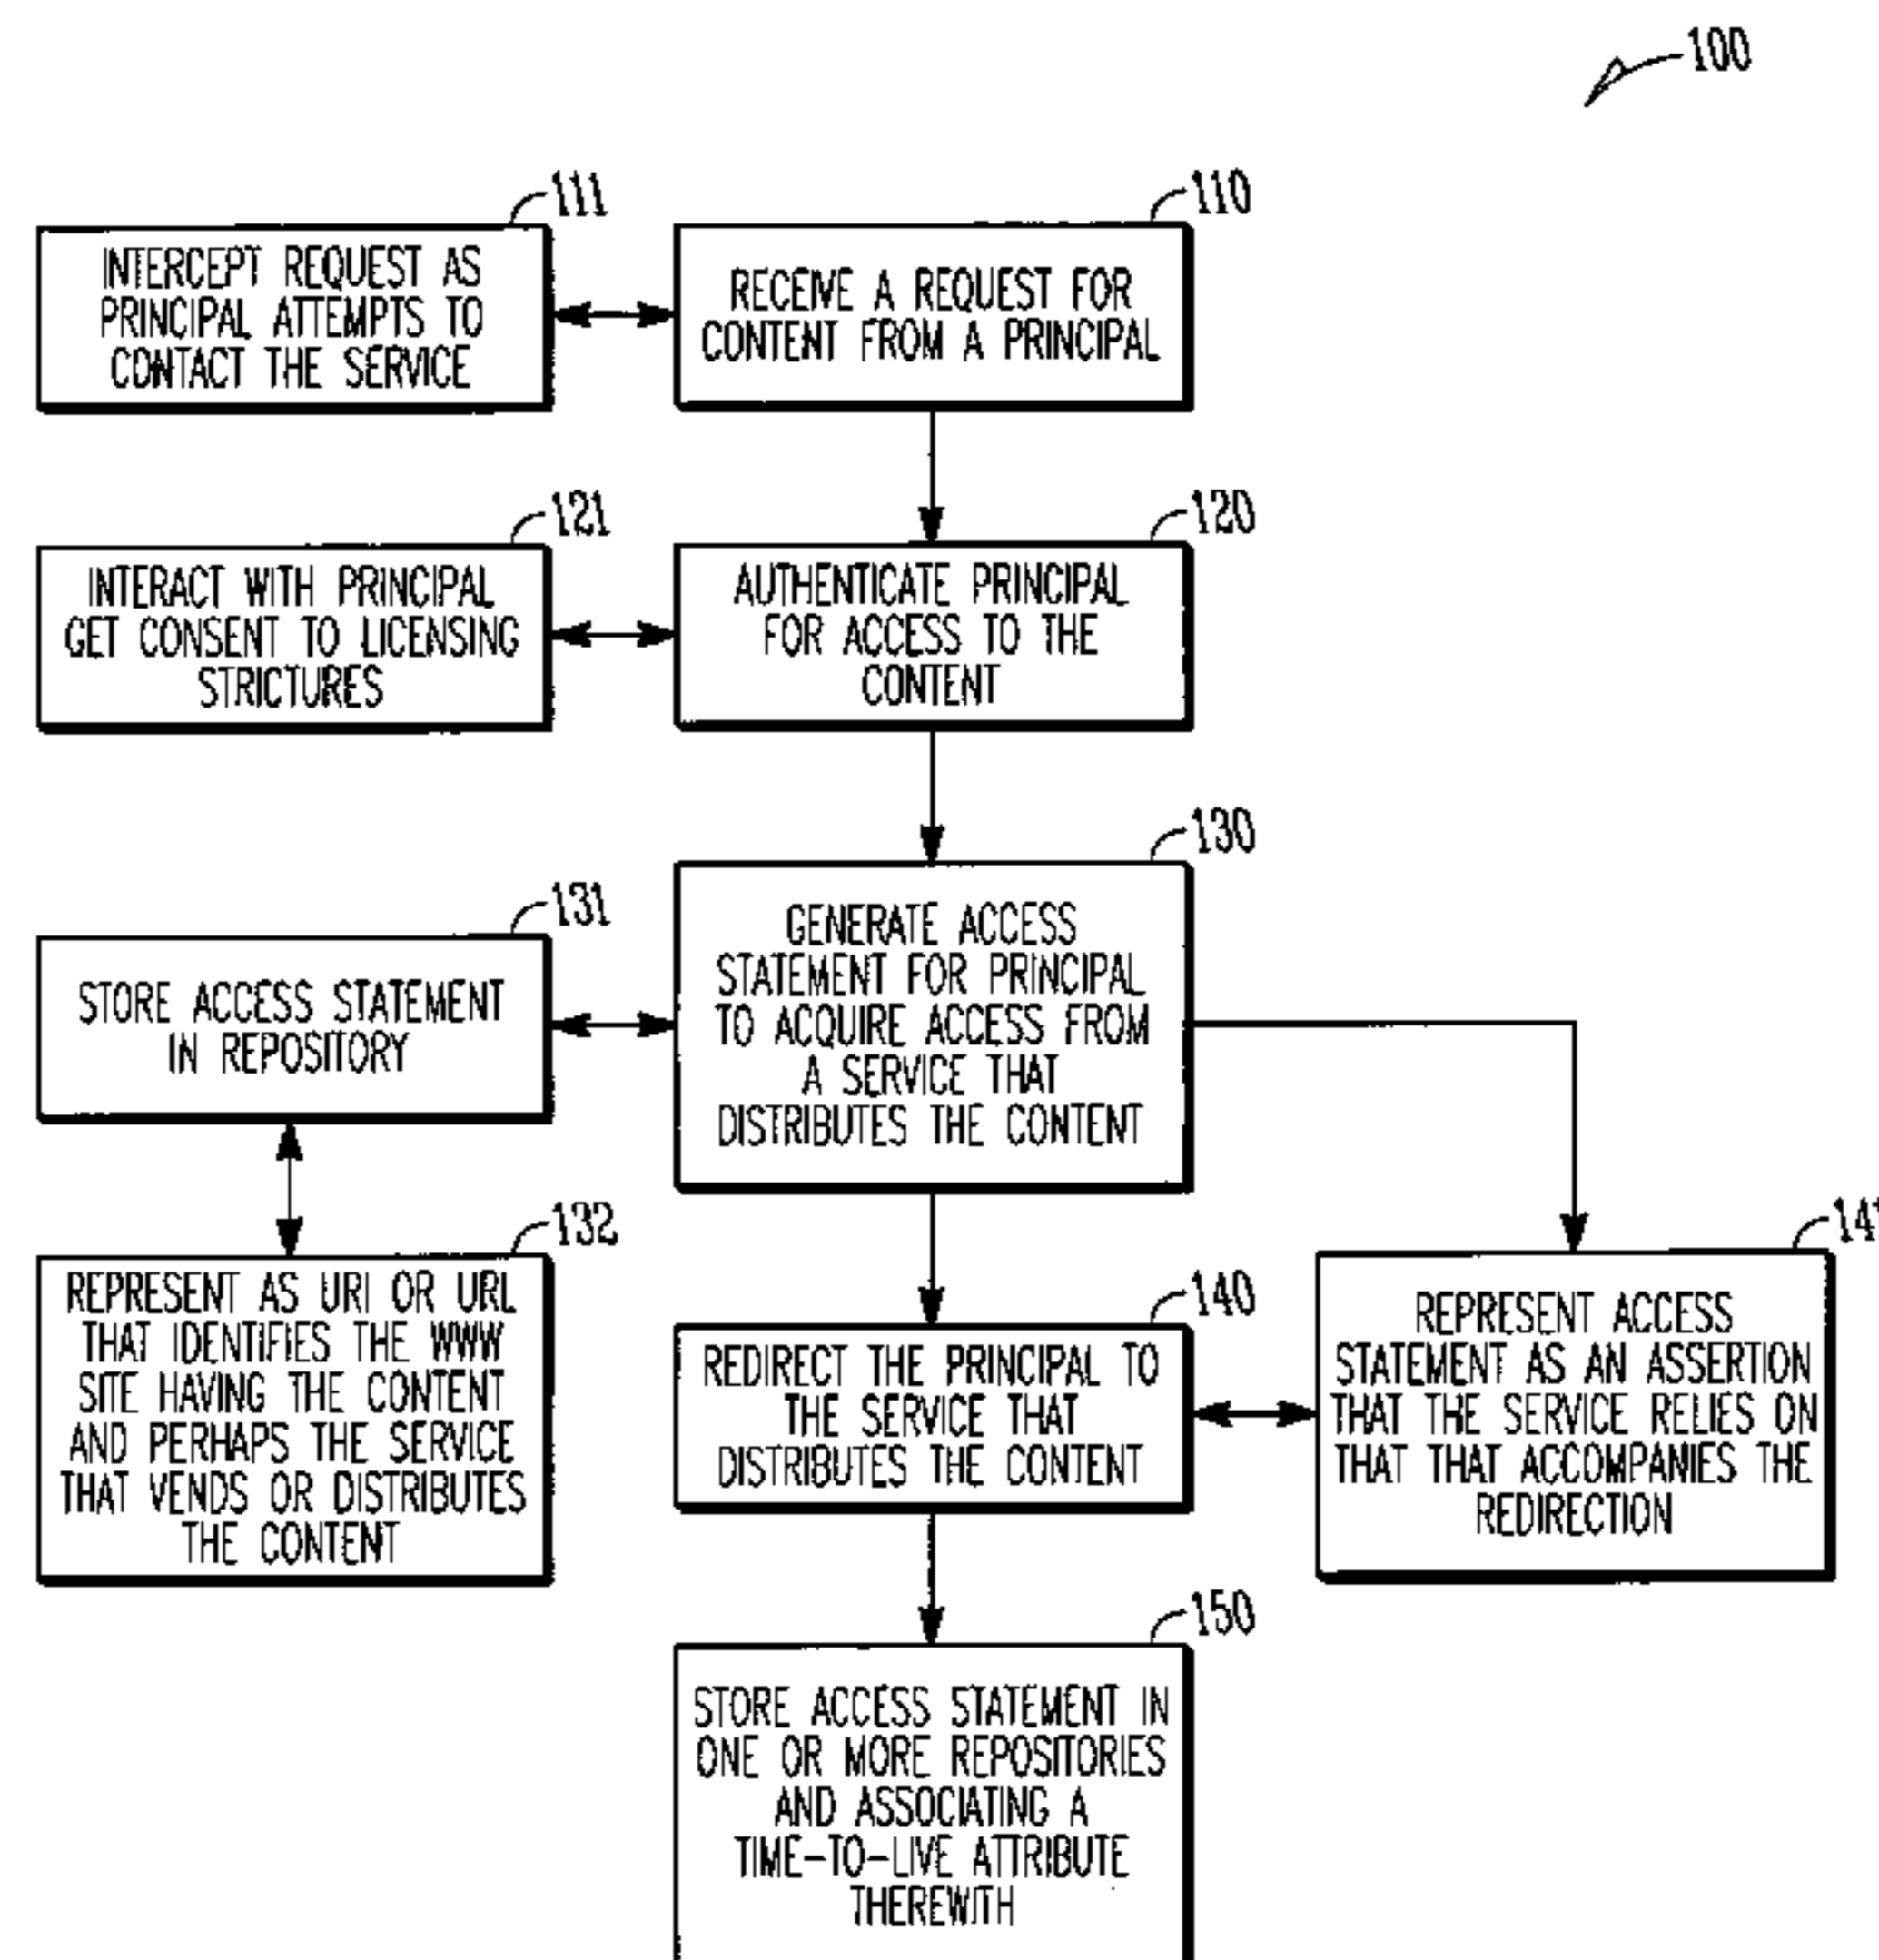 100
111
INTERCEPT REQUEST AS
PRINCIPAL ATTEMPTS TO
CONTACT THE SERVICE
110
RECEIVE A REQUEST FOR
CONTENT FROM A PRINCIPAL
121
INTERACT WITH PRINCIPAL
GET CONSENT TO LICENSING
STRICTURES
120
AUTHENTICATE PRINCIPAL
FOR ACCESS TO THE
CONTENT
131
STORE ACCESS STATEMENT
IN REPOSITORY
130
GENERATE ACCESS
STATEMENT FOR PRINCIPAL
TO ACQUIRE ACCESS FROM
A SERVICE THAT
DISTRIBUTES THE CONTENT
132
REPRESENT AS URI OR URL
THAT IDENTIFIES THE WWW
SITE HAVING THE CONTENT
AND PERHAPS THE SERVICE
THAT VENDS OR DISTRIBUTES
THE CONTENT
140
REDIRECT THE PRINCIPAL TO
THE SERVICE THAT
DISTRIBUTES THE CONTENT
141
REPRESENT ACCESS
STATEMENT AS AN ASSERTION
THAT THE SERVICE RELIES ON
THAT THAT ACCOMPANIES THE
REDIRECTION
150
STORE ACCESS STATEMENT IN
ONE OR MORE REPOSITORIES
AND ASSOCIATING A
TIME-TO-LIVE ATTRIBUTE
THEREWITH